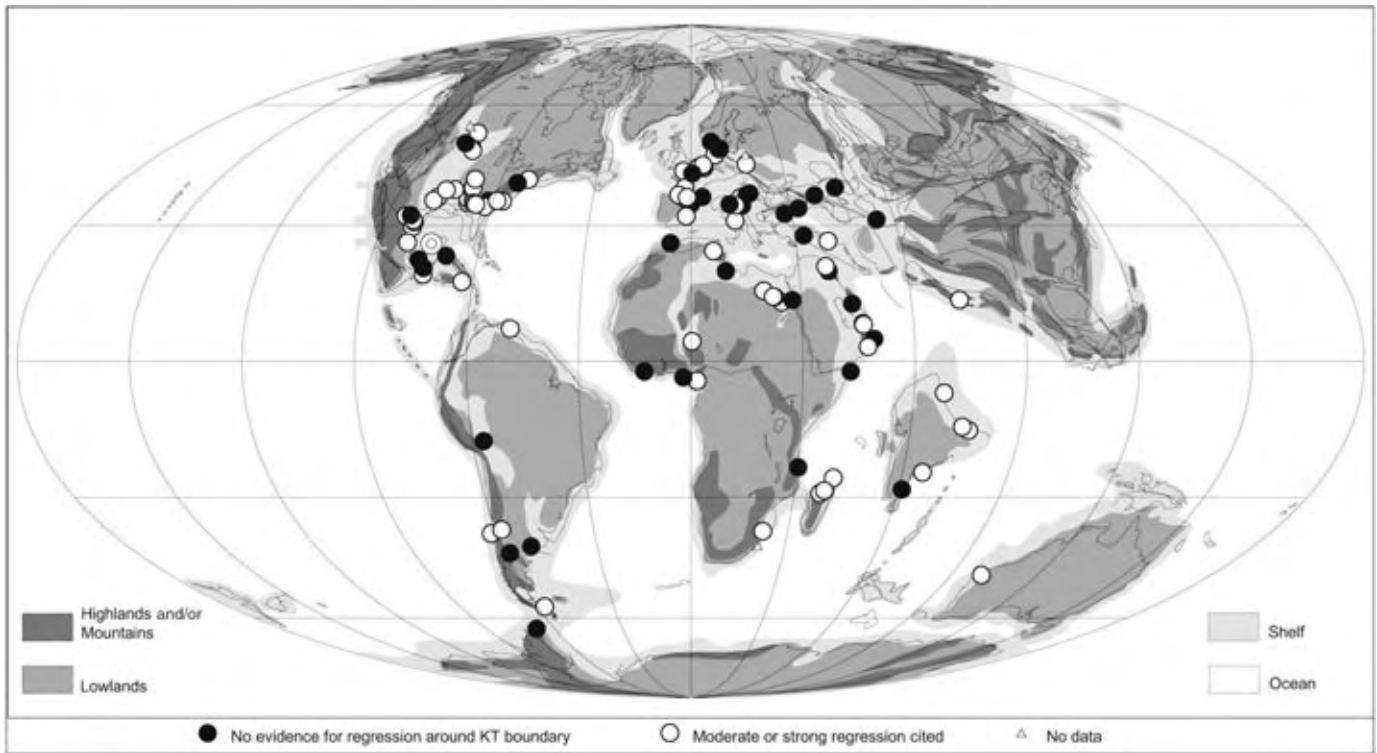 Highlands and/or
Mountains
Lowlands
Shelf
Ocean
No evidence for regression around KT boundary
Moderate or strong regression cited
No data